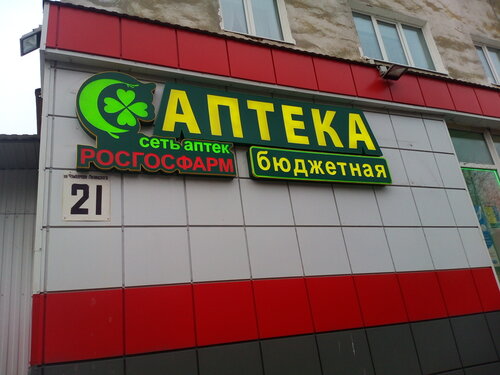 АПТЕКА
сеть аптек
РОСГОСФАРМ
бюджетная
21